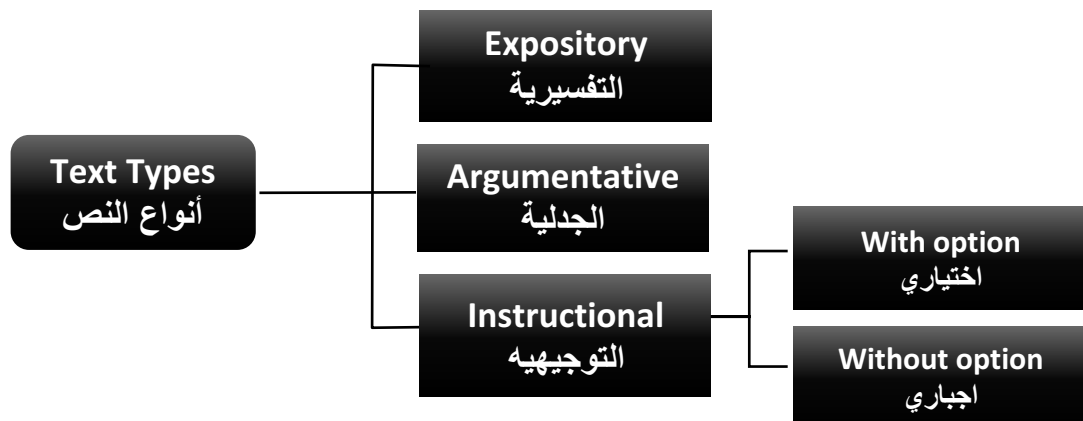 Text Types
أنواع النص
Expository
التفسيرية
Argumentative
الجدلية
Instructional
التوجيهيه
With option
اختياري
Without option
اجباري